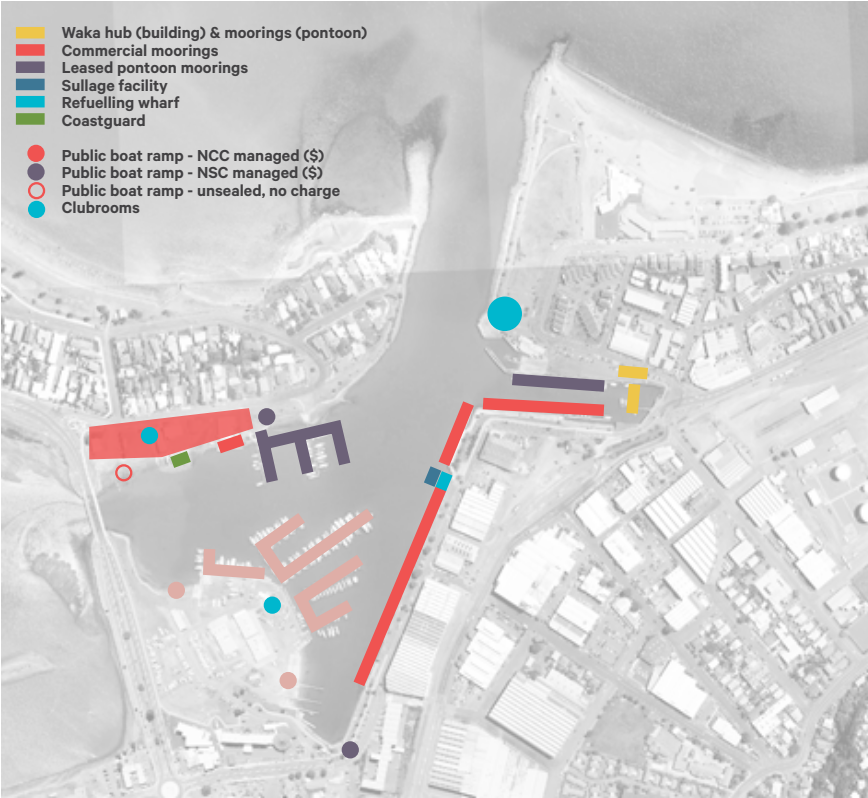 Waka hub (building) & moorings (pontoon)
Commercial moorings
Leased pontoon moorings
Sullage facility
Refuelling wharf
Coastguard
Public boat ramp - NCC managed ($)
Public boat ramp - NSC managed ($)
Public boat ramp - unsealed, no charge
Clubrooms